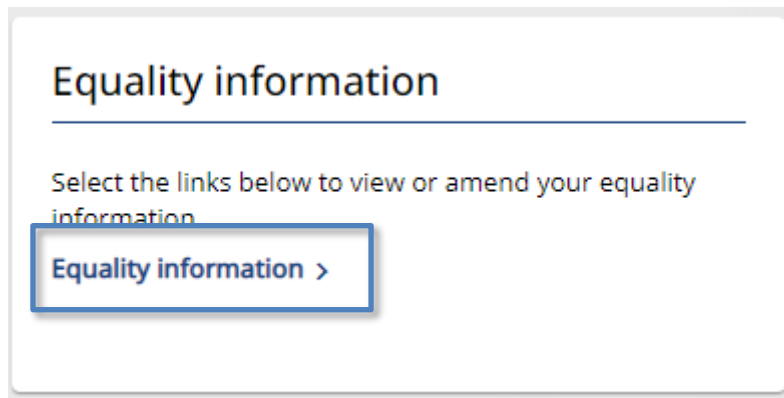 Equality information
Select the links below to view or amend your equality
information
Equality information >